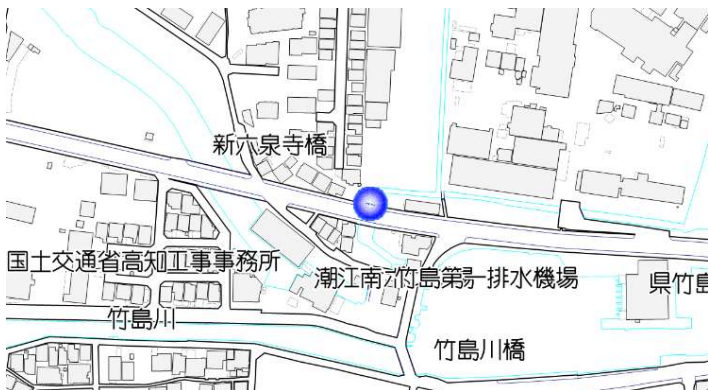 新六泉寺橋
国土交通省高知工事事務所
潮江南
竹島第一排水機場
県竹島
竹島川
竹島川橋